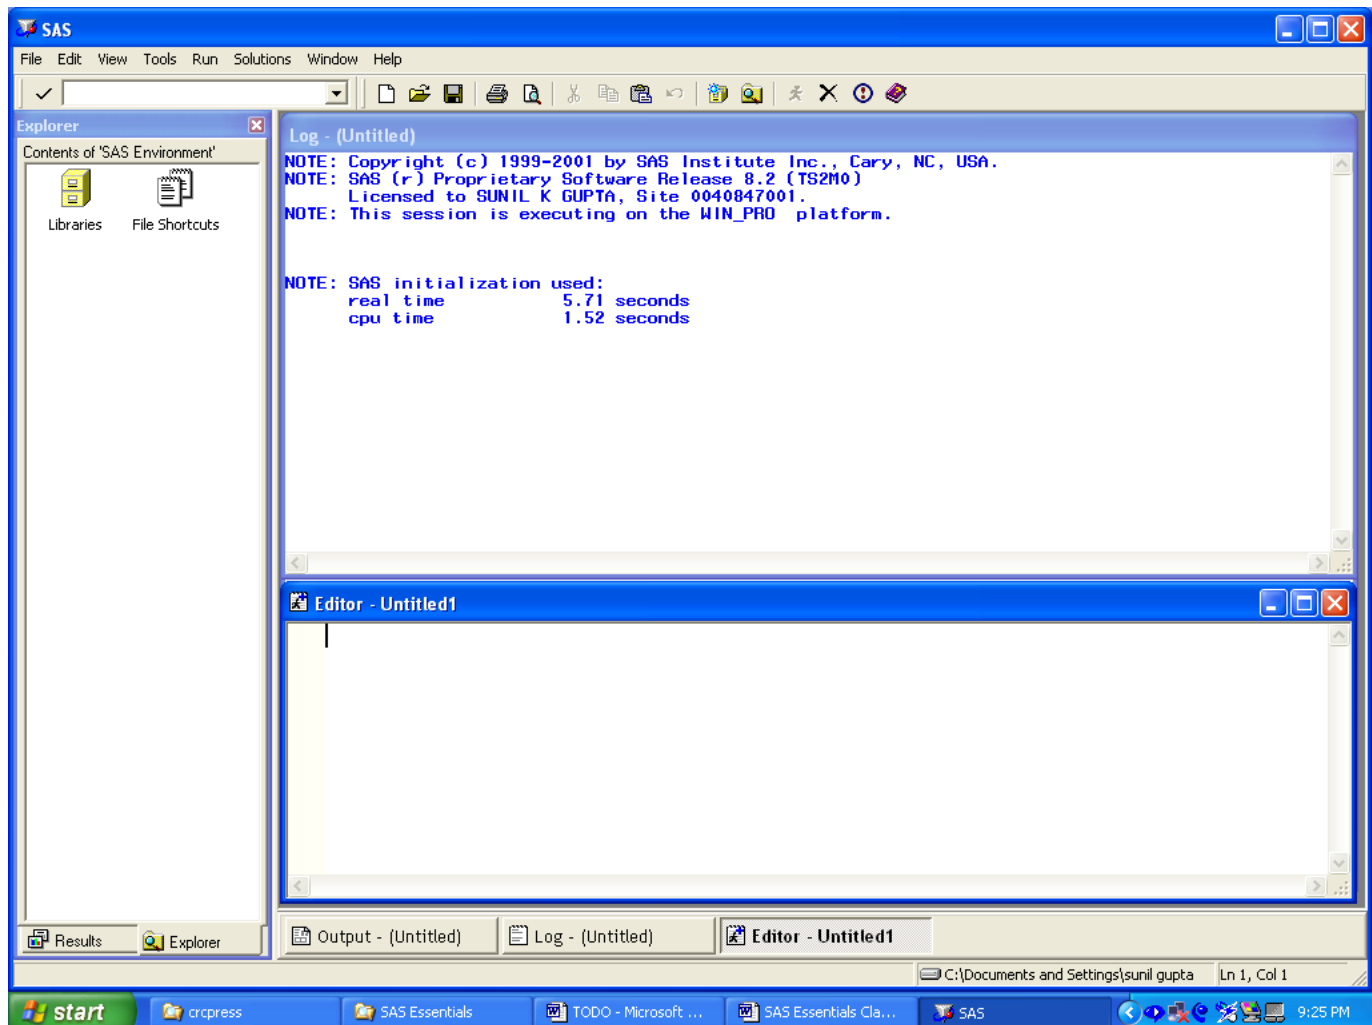 SAS
File Edit View Tools Run Solutions Window Help
Explorer
Contents of 'SAS Environment'
Libraries File Shortcuts
Log - (Untitled)
NOTE: Copyright (c) 1999-2001 by SAS Institute Inc., Cary, NC, USA.
NOTE: SAS (r) Proprietary Software Release 8.2 (TS2M0)
Licensed to SUNIL K GUPTA, Site 0040847001.
NOTE: This session is executing on the WIN_PRO platform.
NOTE: SAS initialization used:
real time 5.71 seconds
cpu time 1.52 seconds
Editor - Untitled1
Results Explorer
Output - (Untitled) Log - (Untitled) Editor - Untitled1
C:\Documents and Settings\sunil gupta Ln 1, Col 1
start crcpress SAS Essentials TODO - Microsoft ... SAS Essentials Cla... SAS 9:25 PM